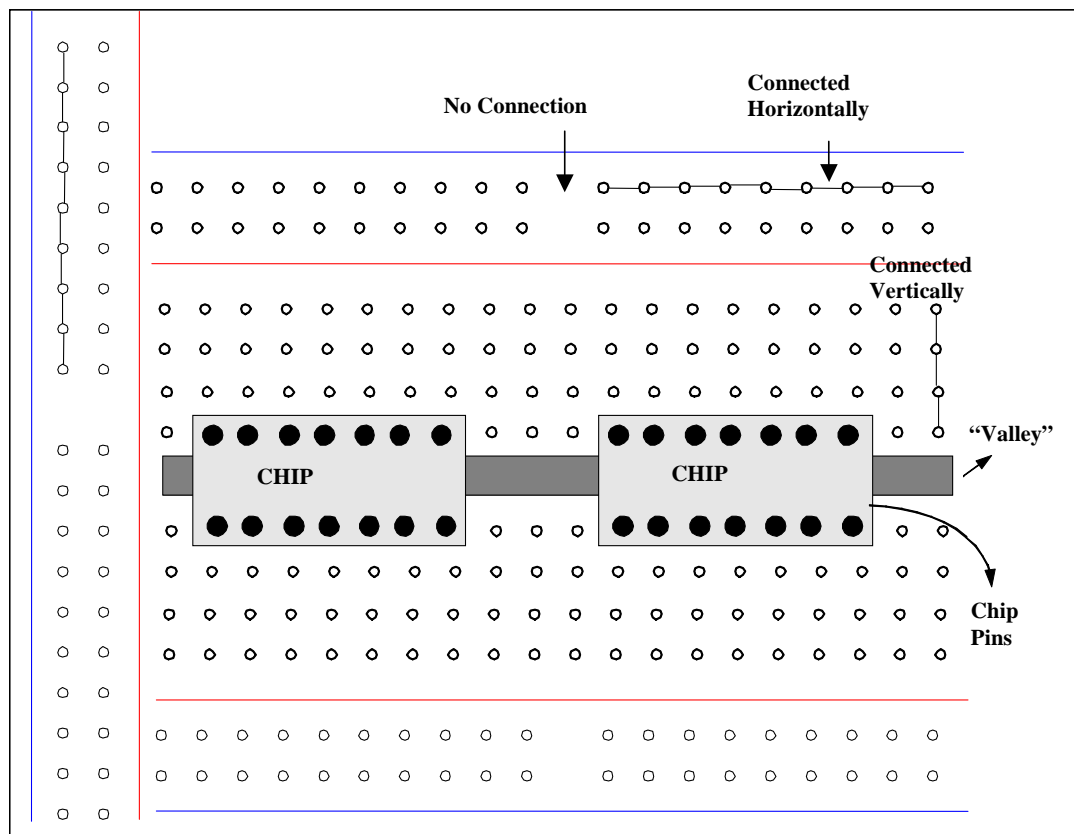 Connected
Horizontally
No Connection
Connected
Vertically
“Valley”
CHIP
CHIP
Chip
Pins